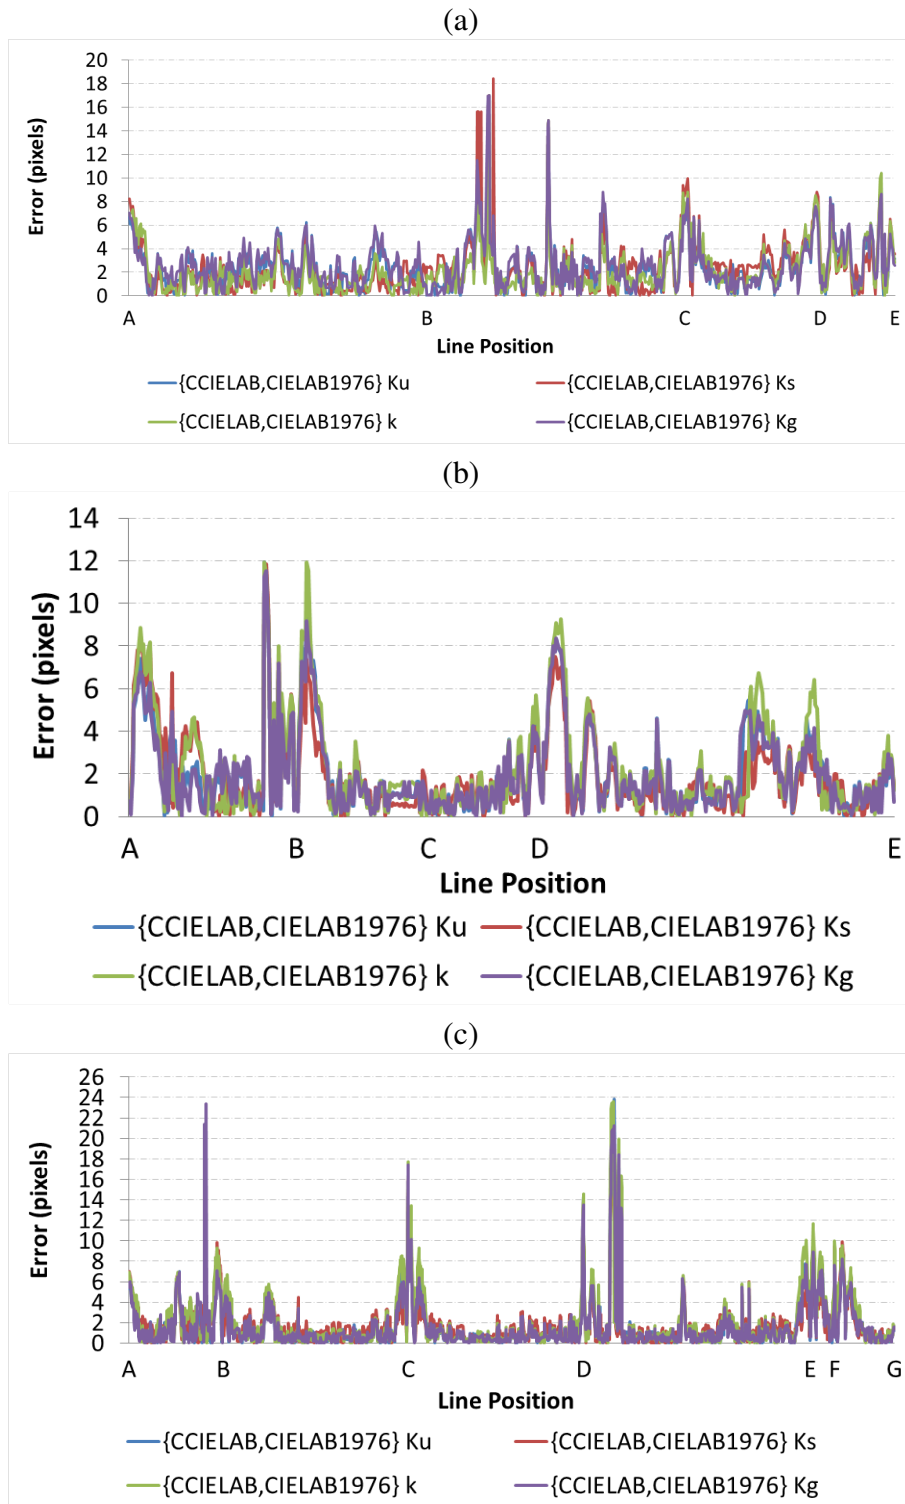 (a)
20
18
16
14
12
10
8
6
4
2
0
Error (pixels)
A B C D E
Line Position
{CCIELAB,CIELAB1976} Ku {CCIELAB,CIELAB1976} Ks
{CCIELAB,CIELAB1976} k {CCIELAB,CIELAB1976} Kg
(b)
14
12
10
8
6
4
2
0
Error (pixels)
A B C D E
Line Position
{CCIELAB,CIELAB1976} Ku {CCIELAB,CIELAB1976} Ks
{CCIELAB,CIELAB1976} k {CCIELAB,CIELAB1976} Kg
(c)
26
24
22
20
18
16
14
12
10
8
6
4
2
0
Error (pixels)
A B C D E F G
Line Position
{CCIELAB,CIELAB1976} Ku {CCIELAB,CIELAB1976} Ks
{CCIELAB,CIELAB1976} k {CCIELAB,CIELAB1976} Kg